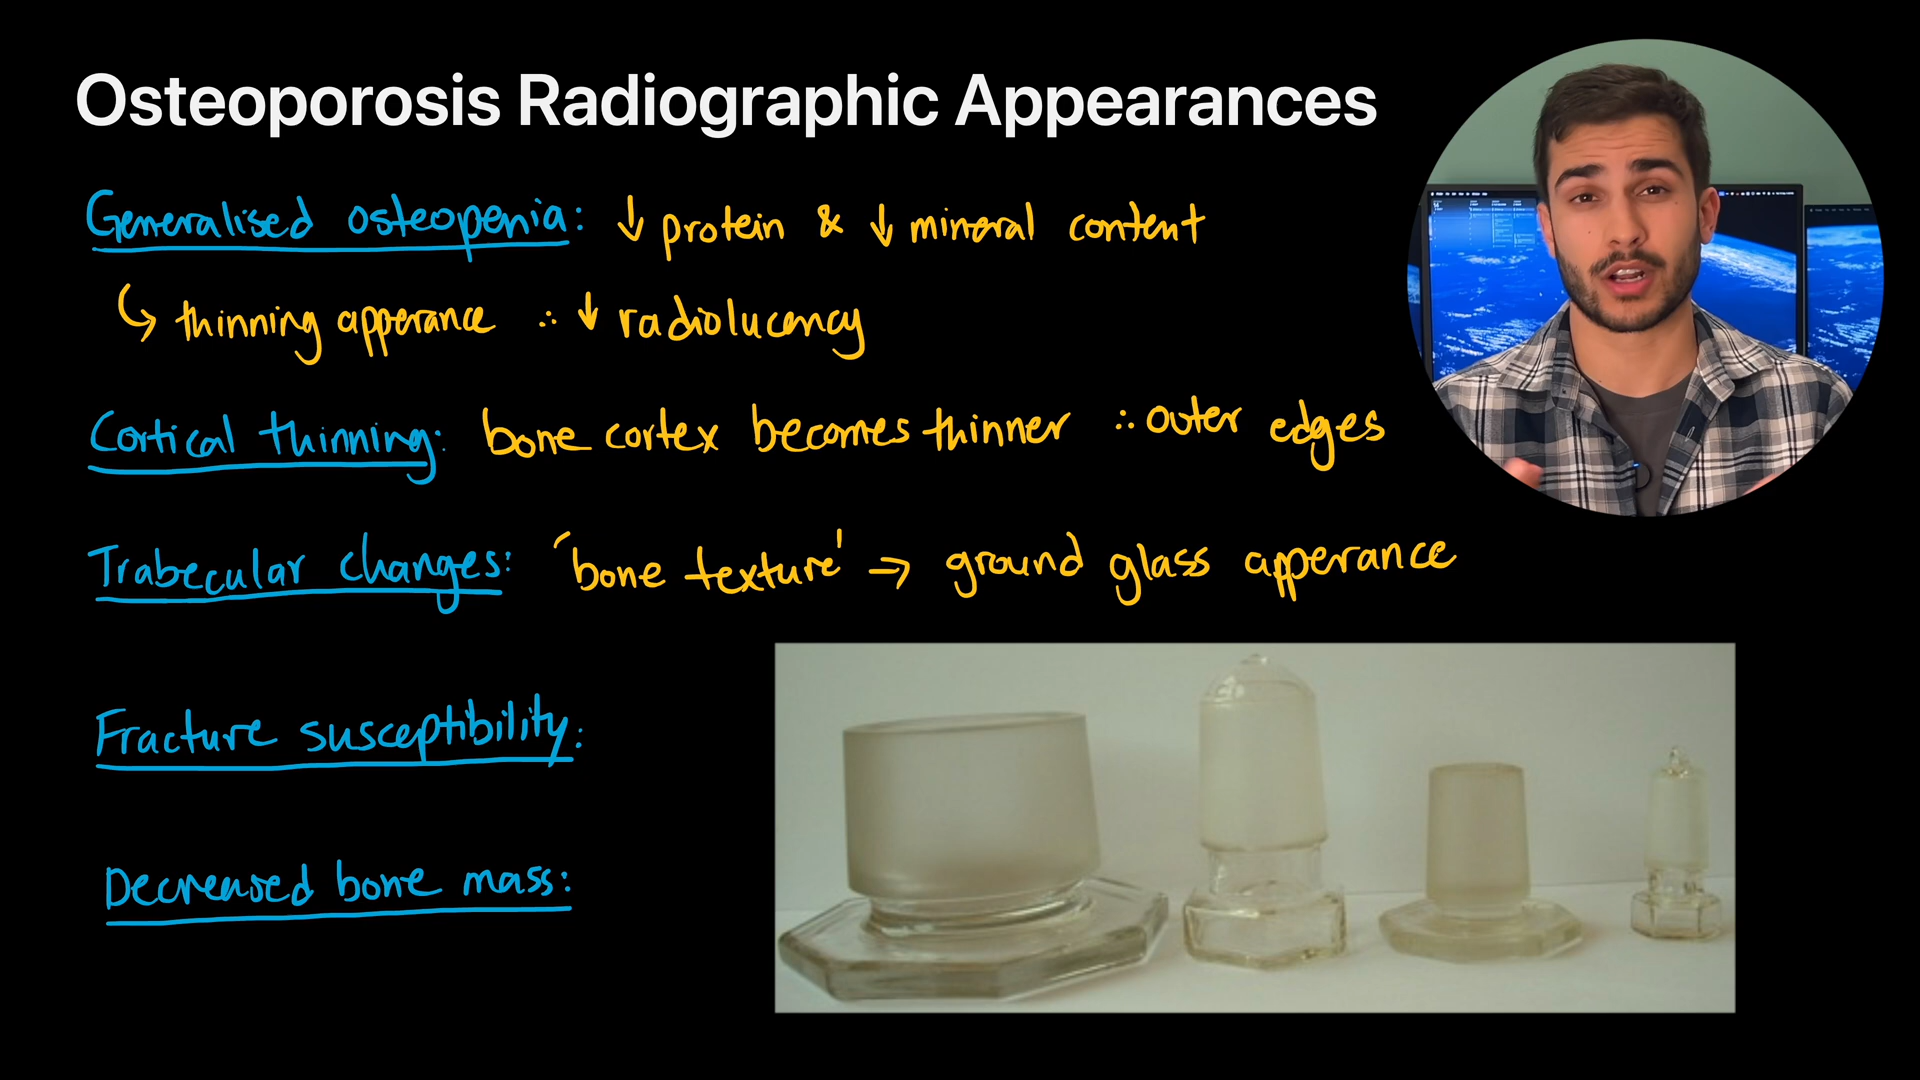 Osteoporosis Radiographic Appearances
Generalised osteopenia: ↓ protein & ↓ mineral content
↳ thinning apperance ∴ ↓ radiolucency
Cortical thinning: bone cortex becomes thinner ∴ outer edges
Trabecular changes: 'bone texture' → ground glass apperance
Fracture susceptibility:
Decreased bone mass: